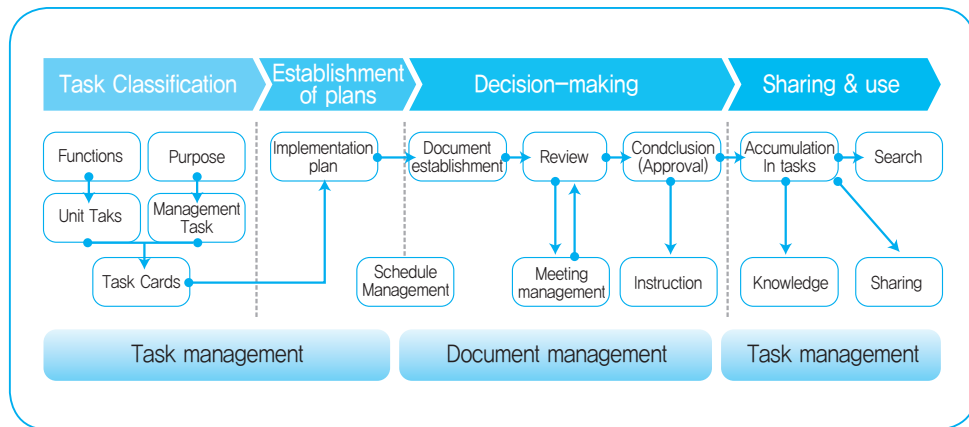 Task Classification
Establishment
of plans
Decision-making
Sharing & use
Functions
Purpose
Implementation
plan
Document
establishment
Review
Condclusion
(Approval)
Accumulation
In tasks
Search
Unit Taks
Management
Task
Task Cards
Schedule
Management
Meeting
management
Instruction
Knowledge
Sharing
Task management
Document management
Task management